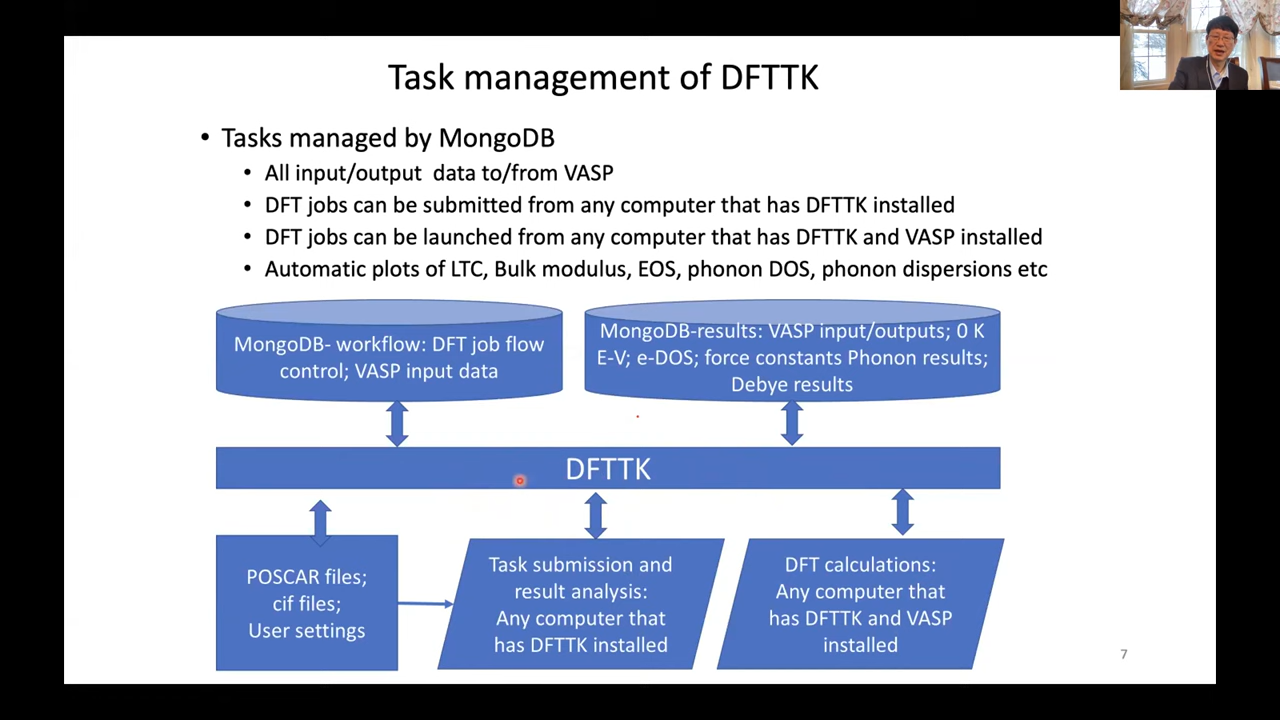 Task management of DFTTK
• Tasks managed by MongoDB
• All input/output data to/from VASP
• DFT jobs can be submitted from any computer that has DFTTK installed
• DFT jobs can be launched from any computer that has DFTTK and VASP installed
• Automatic plots of LTC, Bulk modulus, EOS, phonon DOS, phonon dispersions etc
MongoDB- workflow: DFT job flow
control; VASP input data
MongoDB-results: VASP input/outputs; 0 K
E-V; e-DOS; force constants Phonon results;
Debye results
DFTTK
POSCAR files;
cif files;
User settings
Task submission and
result analysis:
Any computer that
has DFTTK installed
DFT calculations:
Any computer that
has DFTTK and VASP
installed
7